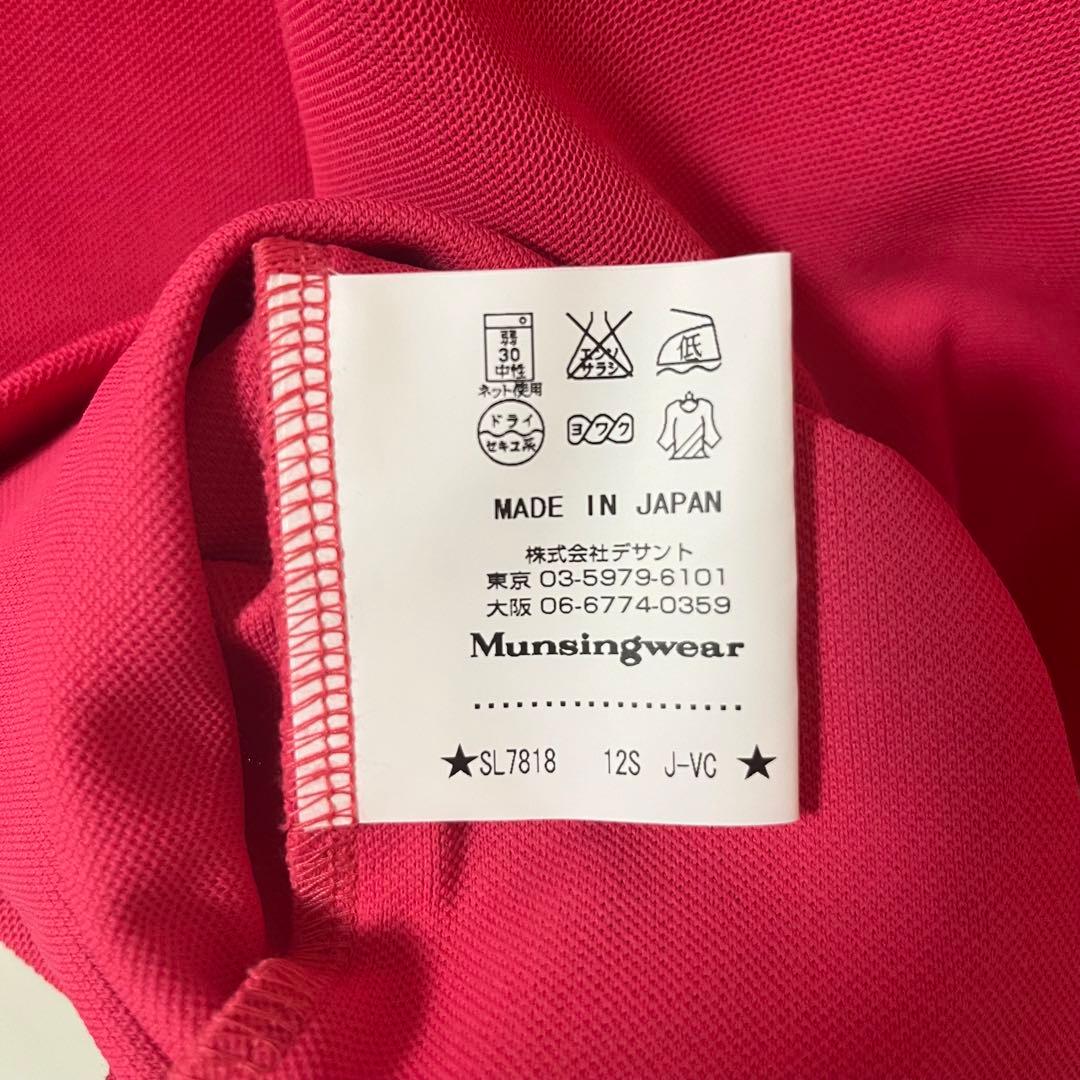 弱
30
中性
ネット使用
エンソ
サラシ
低
ドライ
セキユ系
ヨワク
MADE IN JAPAN
株式会社デサント
東京 03-5979-6101
大阪 06-6774-0359
Munsingwear
★SL7818 12S J-VC ★